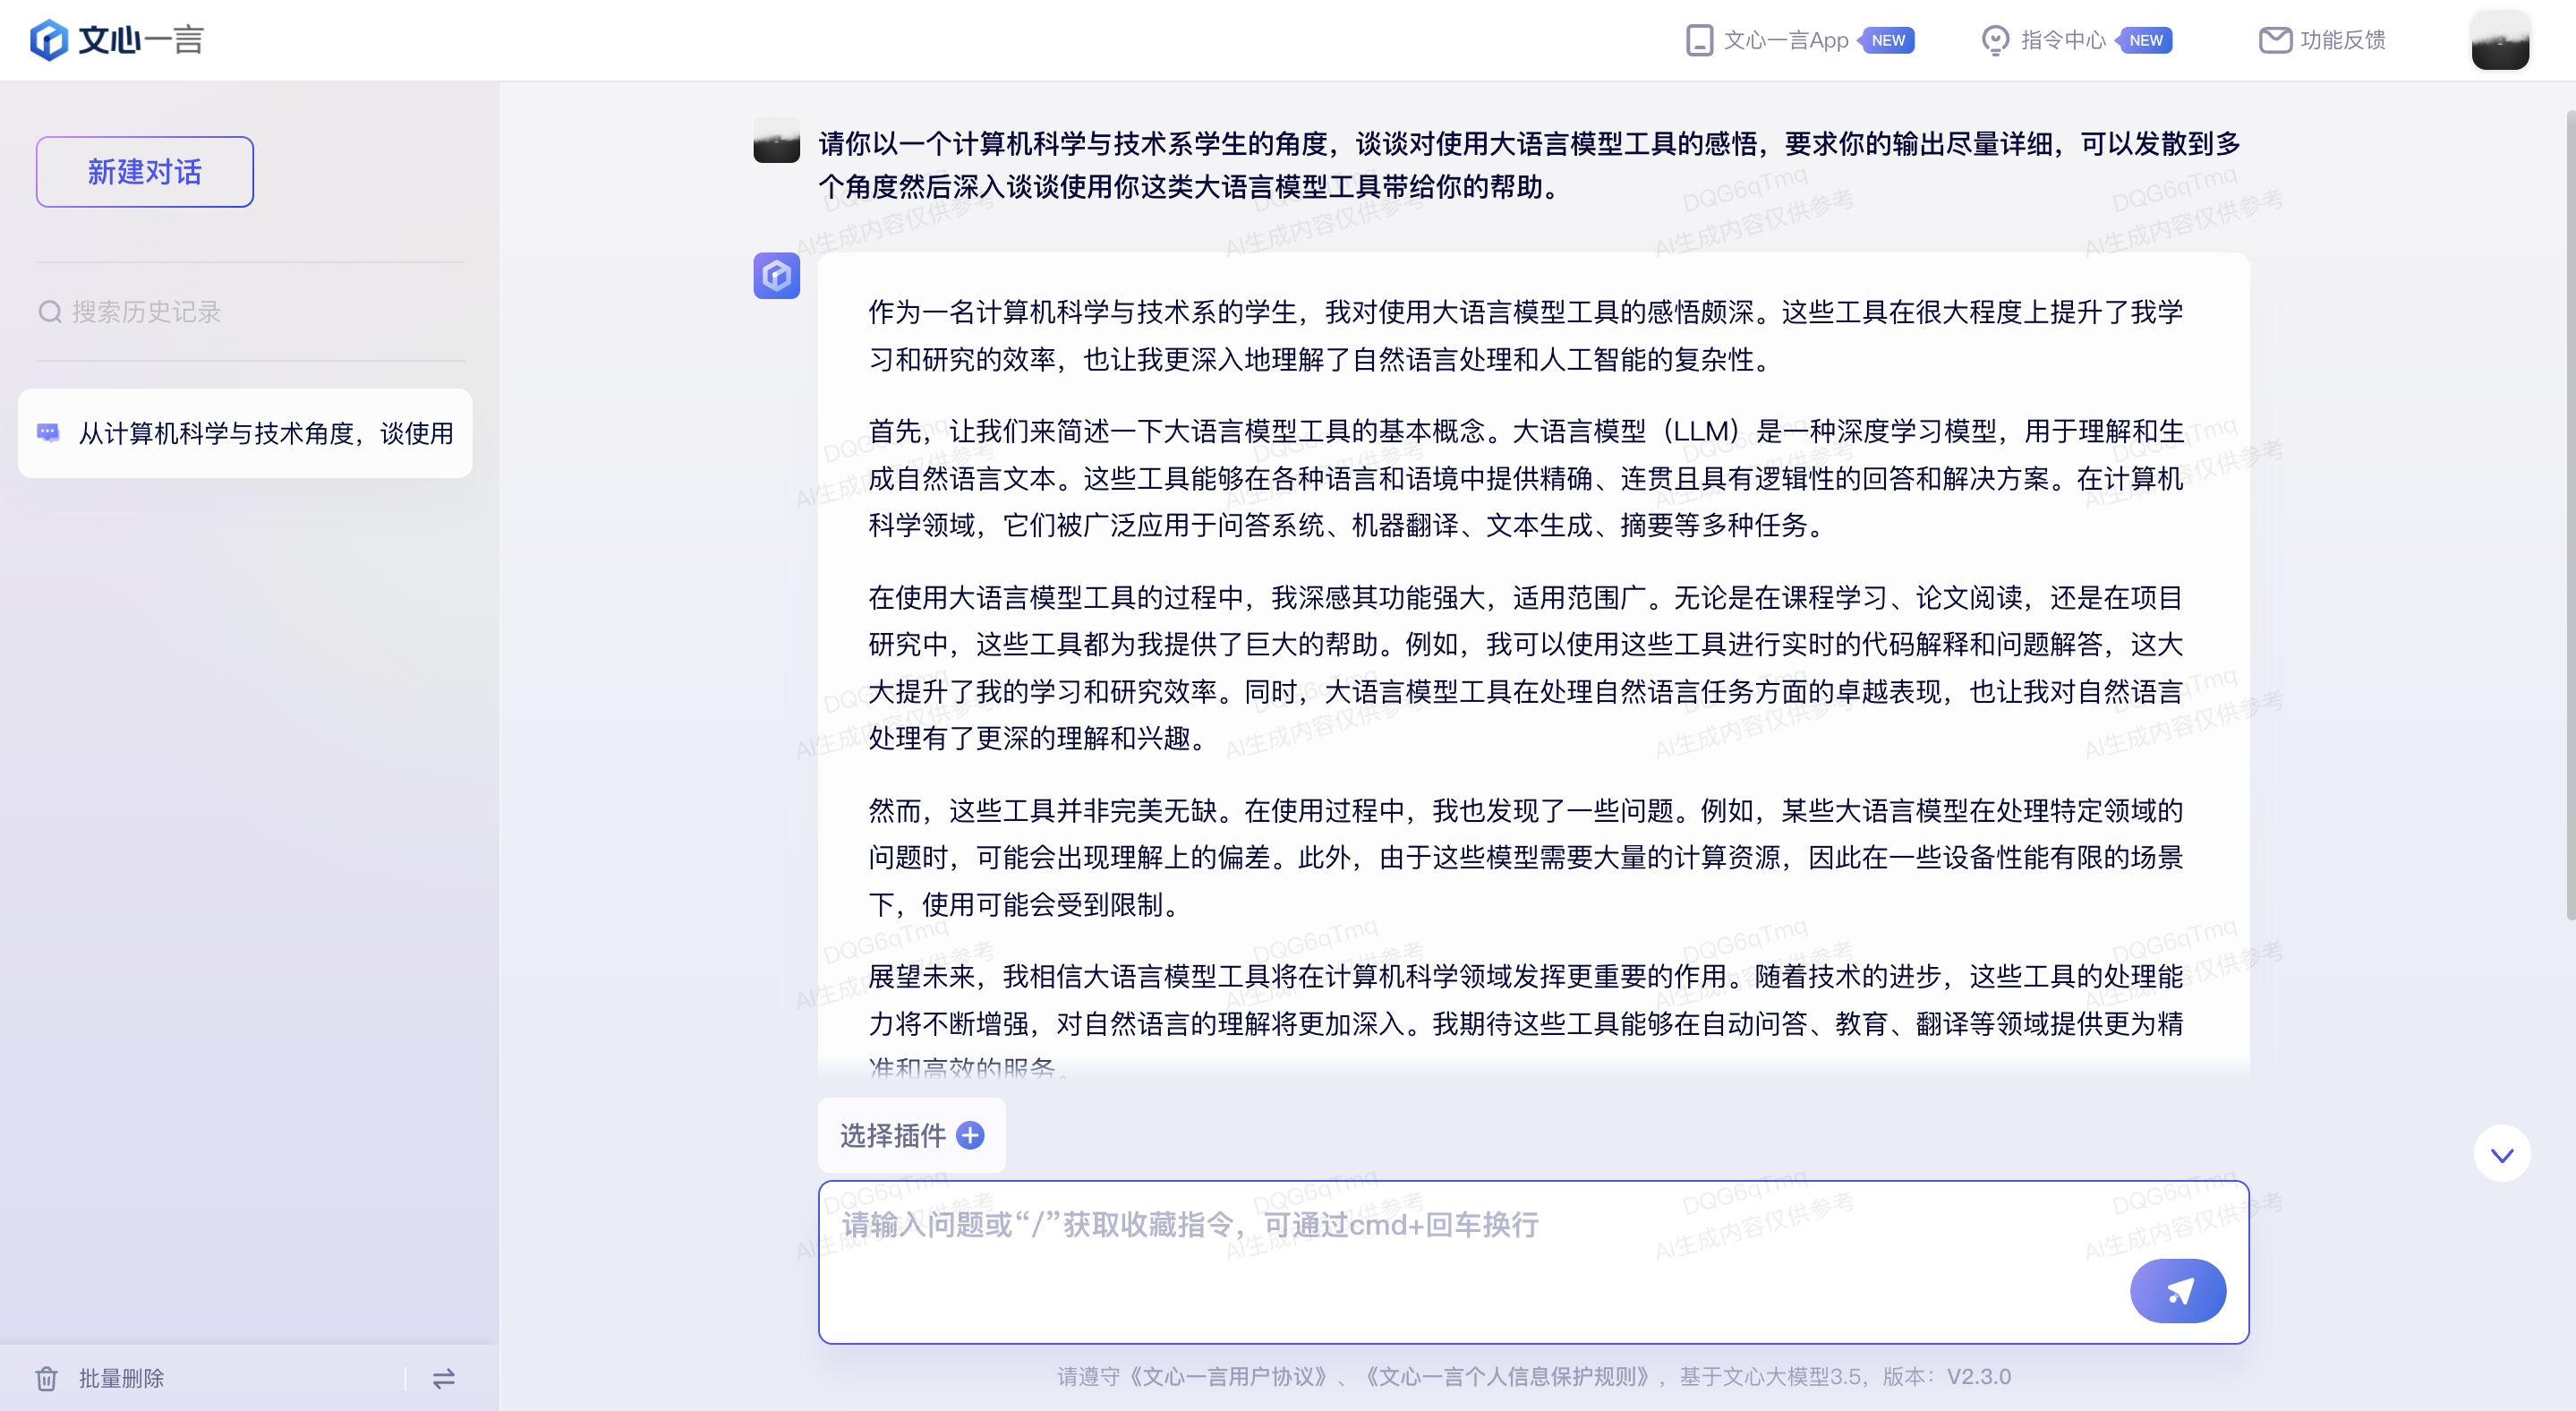 文心一言
文心一言App NEW
指令中心 NEW
功能反馈
新建对话
搜索历史记录
从计算机科学与技术角度，谈使用
批量删除
请你以一个计算机科学与技术系学生的角度，谈谈对使用大语言模型工具的感悟，要求你的输出尽量详细，可以发散到多
个角度然后深入谈谈使用你这类大语言模型工具带给你的帮助。
作为一名计算机科学与技术系的学生，我对使用大语言模型工具的感悟颇深。这些工具在很大程度上提升了我学
习和研究的效率，也让我更深入地理解了自然语言处理和人工智能的复杂性。
首先，让我们来简述一下大语言模型工具的基本概念。大语言模型（LLM）是一种深度学习模型，用于理解和生
成自然语言文本。这些工具能够在各种语言和语境中提供精确、连贯且具有逻辑性的回答和解决方案。在计算机
科学领域，它们被广泛应用于问答系统、机器翻译、文本生成、摘要等多种任务。
在使用大语言模型工具的过程中，我深感其功能强大，适用范围广。无论是在课程学习、论文阅读，还是在项目
研究中，这些工具都为我提供了巨大的帮助。例如，我可以使用这些工具进行实时的代码解释和问题解答，这大
大提升了我的学习和研究效率。同时，大语言模型工具在处理自然语言任务方面的卓越表现，也让我对自然语言
处理有了更深的理解和兴趣。
然而，这些工具并非完美无缺。在使用过程中，我也发现了一些问题。例如，某些大语言模型在处理特定领域的
问题时，可能会出现理解上的偏差。此外，由于这些模型需要大量的计算资源，因此在一些设备性能有限的场景
下，使用可能会受到限制。
展望未来，我相信大语言模型工具将在计算机科学领域发挥更重要的作用。随着技术的进步，这些工具的处理能
力将不断增强，对自然语言的理解将更加深入。我期待这些工具能够在自动问答、教育、翻译等领域提供更为精
准和高效的服务。
选择插件
请输入问题或“/”获取收藏指令，可通过cmd+回车换行
请遵守《文心一言用户协议》、《文心一言个人信息保护规则》，基于文心大模型3.5，版本：V2.3.0
DQG6qTmq
AI生成内容仅供参考